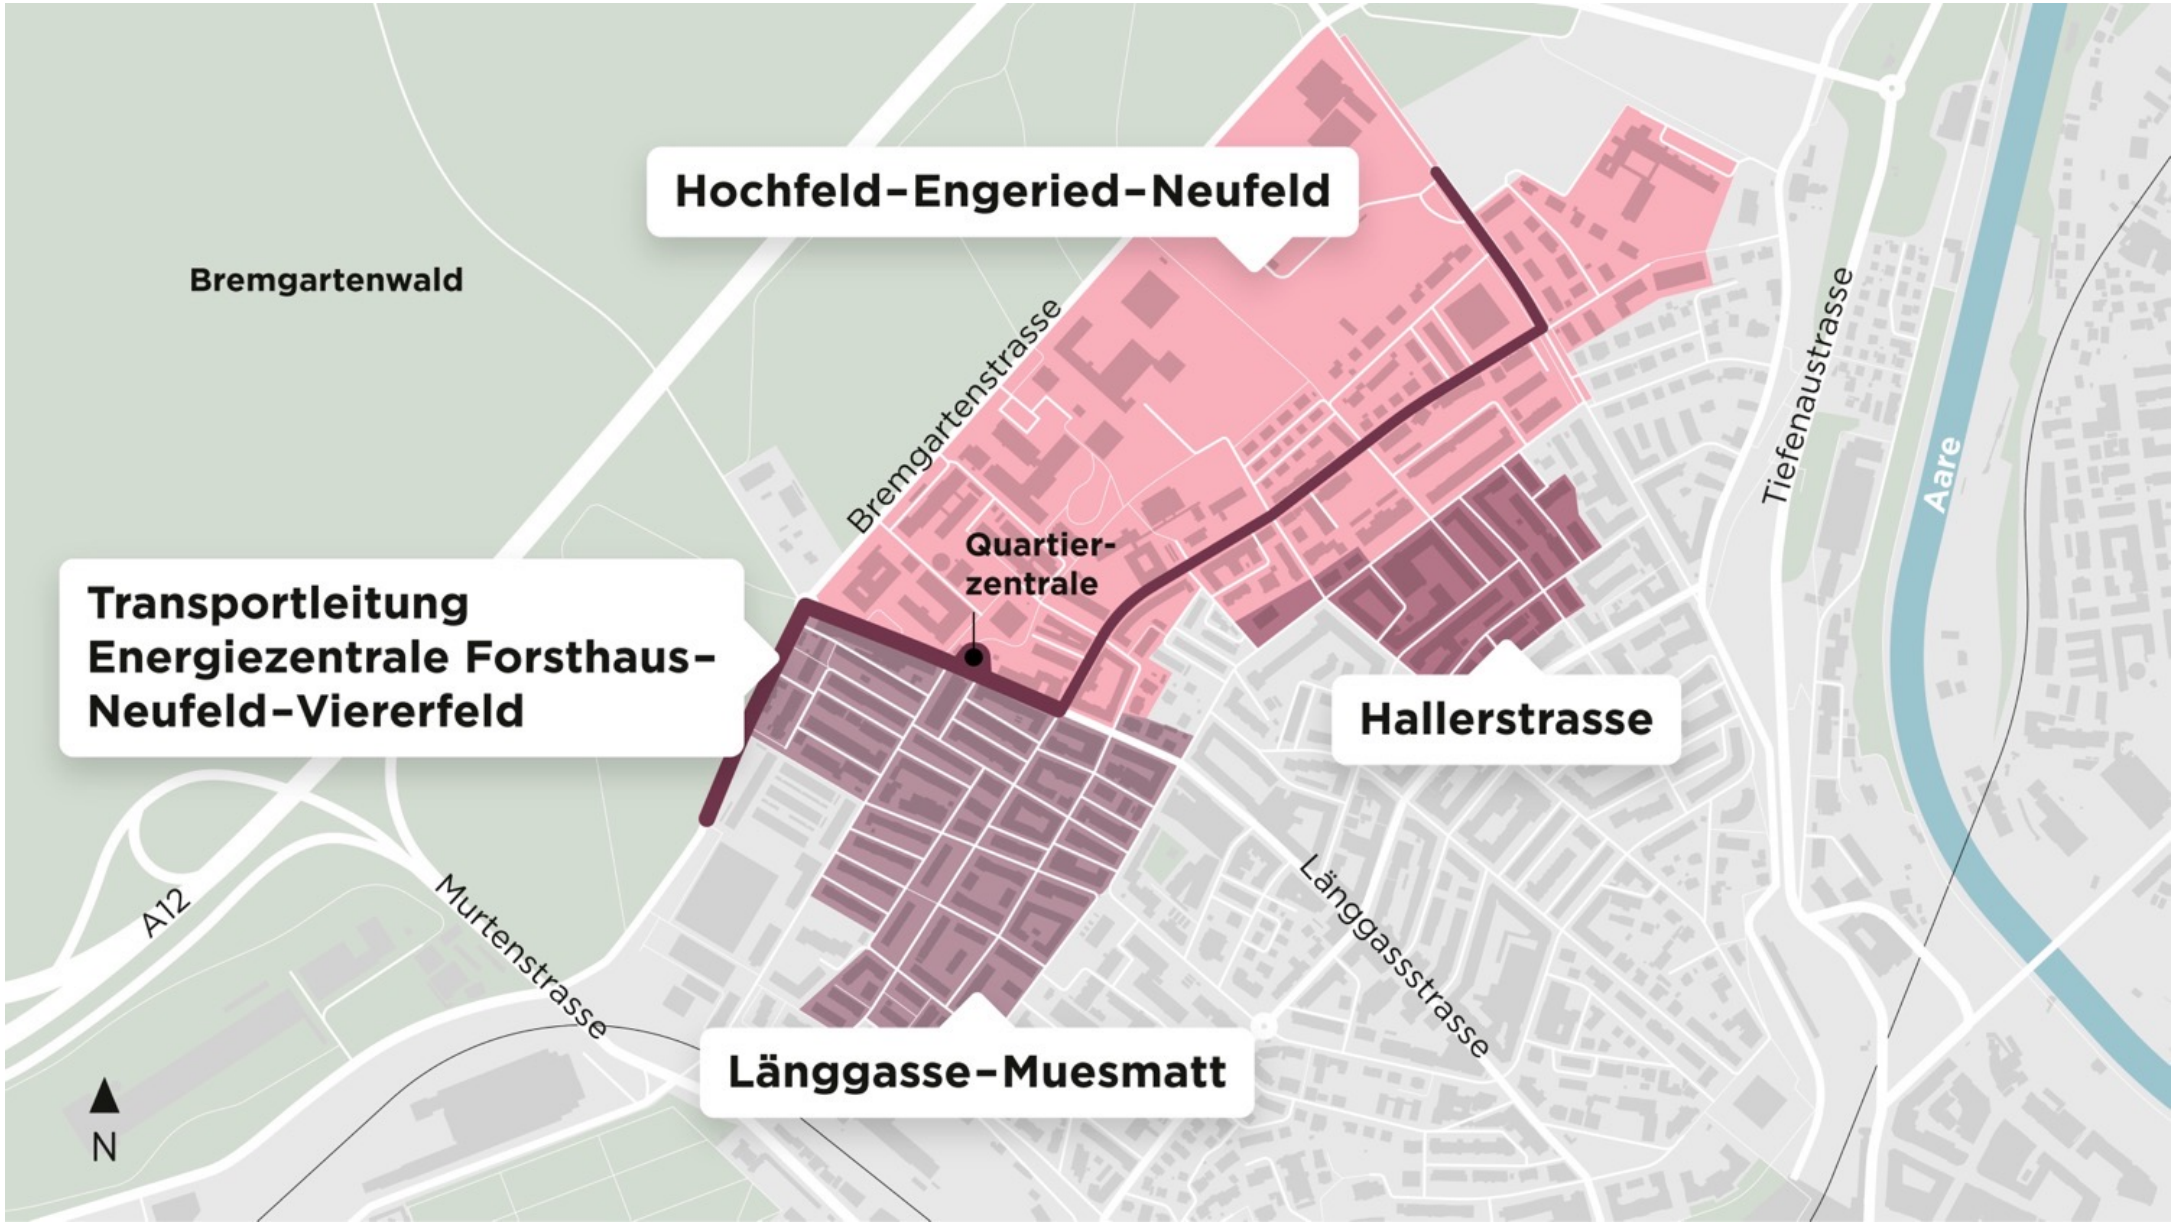 Hochfeld–Engeried–Neufeld
Bremgartenwald
Bremgartenstrasse
Tiefenaustrasse
Aare
Quartier-
zentrale
Transportleitung
Energiezentrale Forsthaus–
Neufeld–Viererfeld
Hallerstrasse
A12
Murtenstrasse
Länggassstrasse
Länggasse–Muesmatt
N